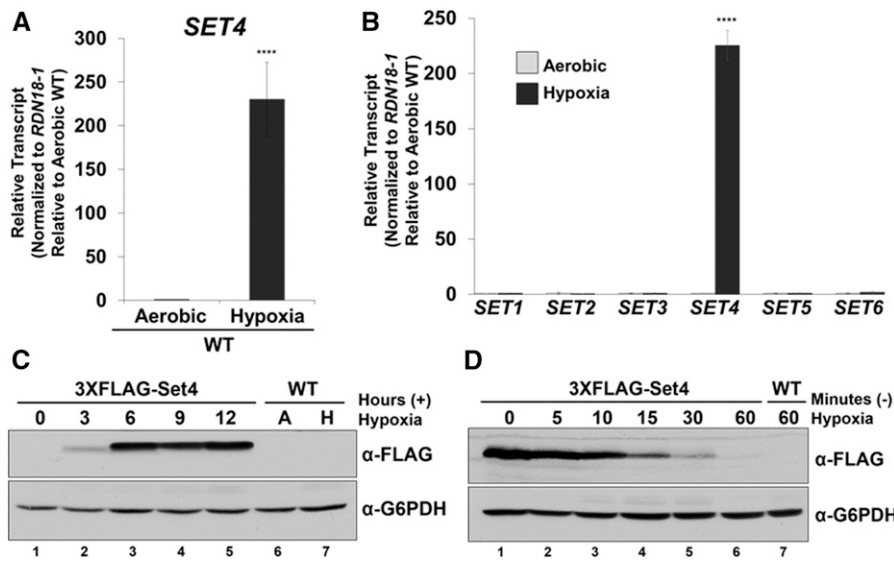 A
SET4
****
Relative Transcript
(Normalized to RDN18-1
Relative to Aerobic WT)
300
250
200
150
100
50
0
Aerobic Hypoxia
WT
B
Relative Transcript
(Normalized to RDN18-1
Relative to Aerobic WT)
250
200
150
100
50
0
Aerobic
Hypoxia
****
SET1 SET2 SET3 SET4 SET5 SET6
C
3XFLAG-Set4 WT Hours (+)
0 3 6 9 12 A H Hypoxia
α-FLAG
α-G6PDH
1 2 3 4 5 6 7
D
3XFLAG-Set4 WT Minutes (-)
0 5 10 15 30 60 60 Hypoxia
α-FLAG
α-G6PDH
1 2 3 4 5 6 7